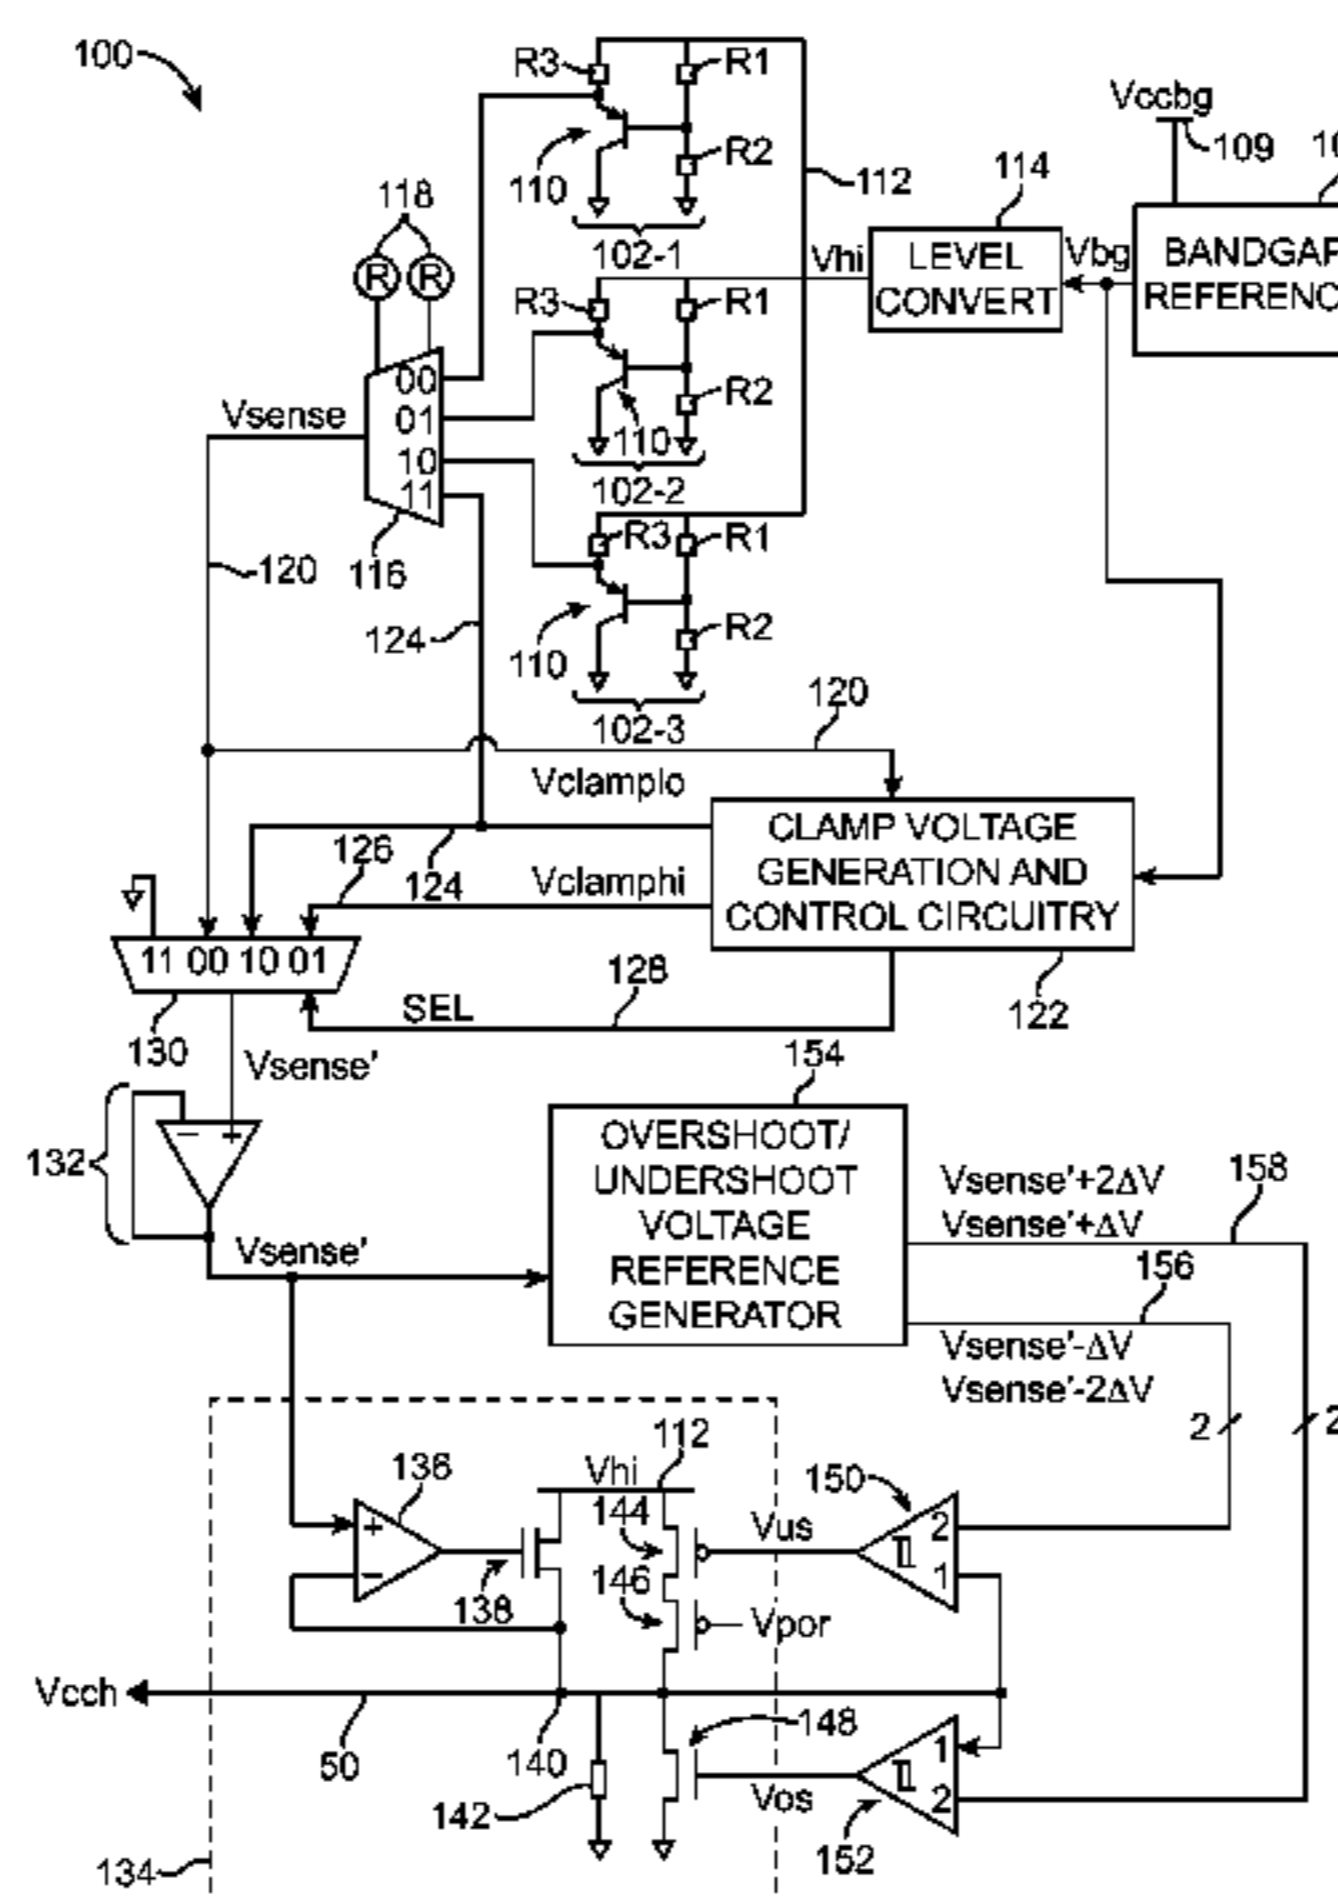 100
R3
R1
R2
110
102-1
112
Vccbg
109
114
118
R
R
Vhi
LEVEL
CONVERT
Vbg
R3
R1
R2
110
102-2
00
01
10
11
Vsense
116
120
124
R3
R1
R2
110
102-3
120
Vclamplo
CLAMP VOLTAGE
GENERATION AND
CONTROL CIRCUITRY
126
124
Vclamphi
11 00 10 01
SEL
128
122
130
Vsense'
154
132
- +
OVERSHOOT/
UNDERSHOOT
VOLTAGE
REFERENCE
GENERATOR
Vsense'
Vsense'+2ΔV
Vsense'+ΔV
158
156
Vsense'-ΔV
Vsense'-2ΔV
2
2
112
Vhi
136
+
-
138
144
146
Vus
Vpor
150
2
1
Vcch
50
140
142
148
Vos
1
2
152
134